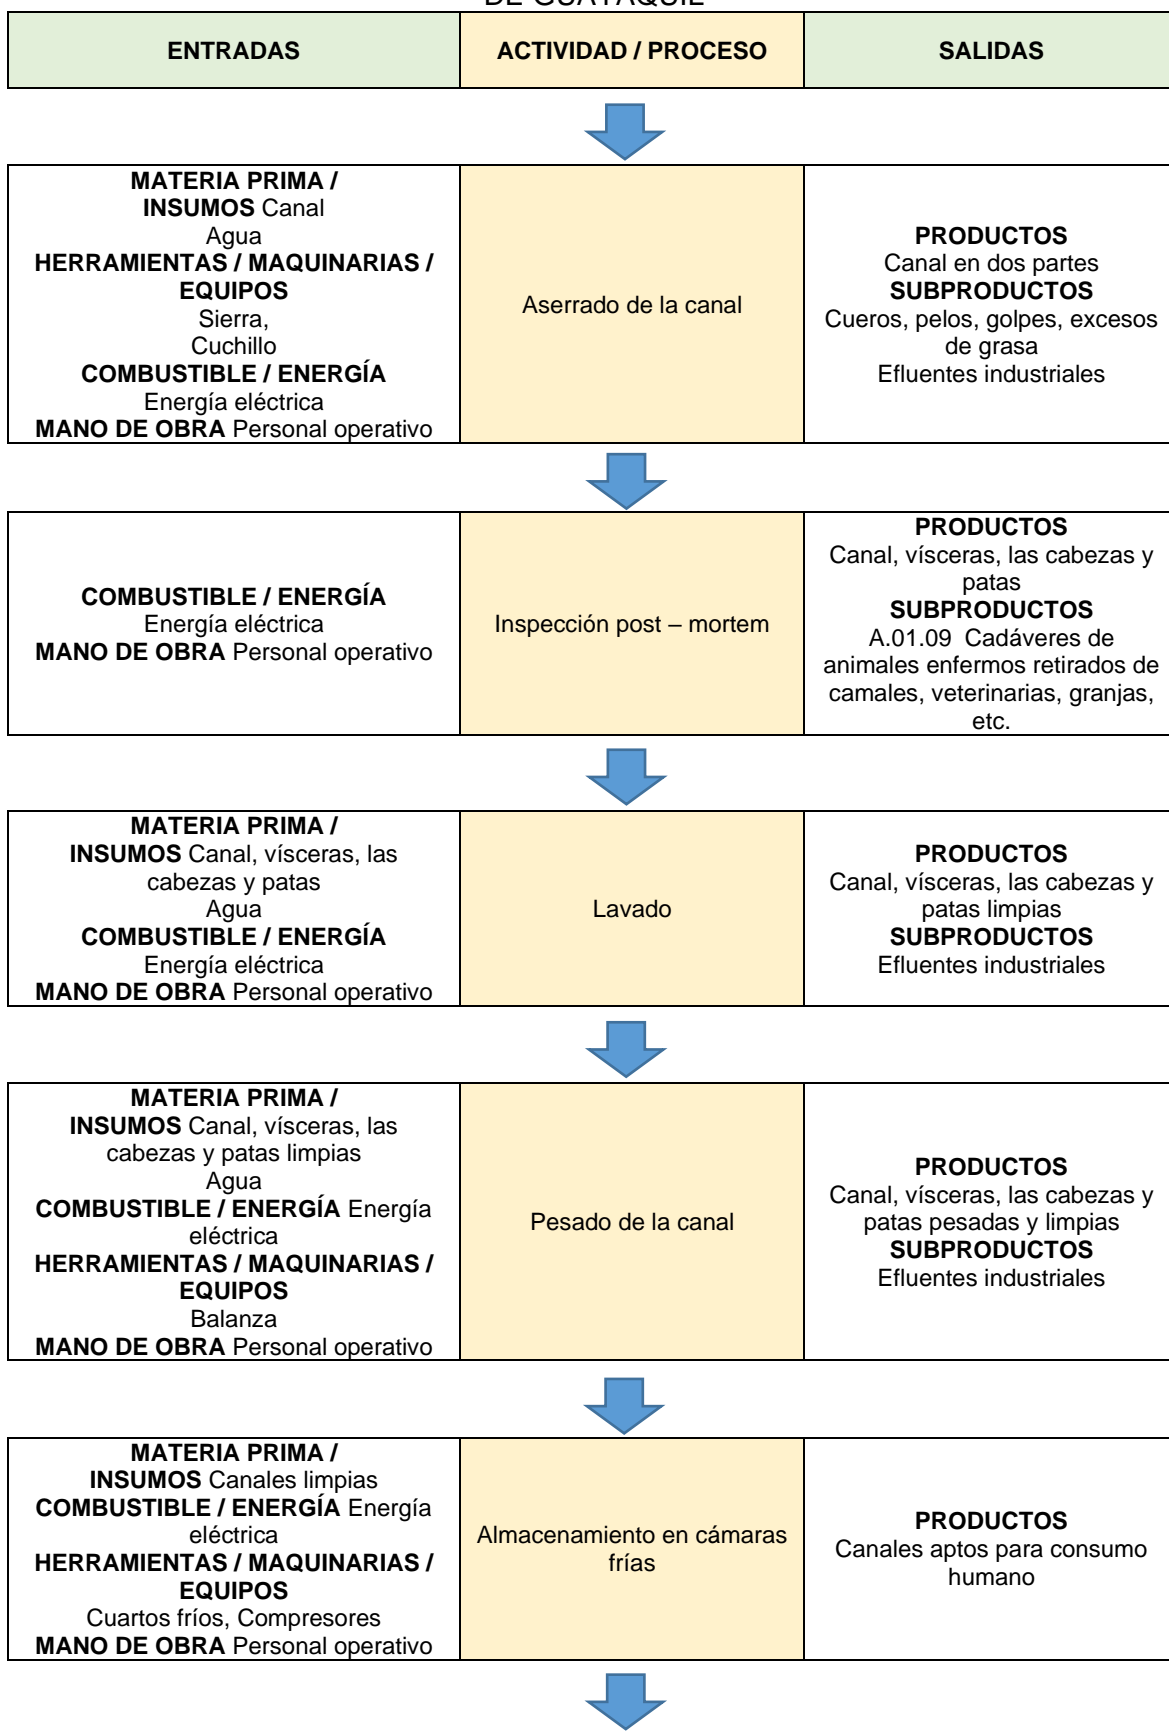 DE GUAYAQUIL
ENTRADAS
ACTIVIDAD / PROCESO
SALIDAS
MATERIA PRIMA /
INSUMOS Canal
Agua
HERRAMIENTAS / MAQUINARIAS /
EQUIPOS
Sierra,
Cuchillo
COMBUSTIBLE / ENERGÍA
Energía eléctrica
MANO DE OBRA Personal operativo
Aserrado de la canal
PRODUCTOS
Canal en dos partes
SUBPRODUCTOS
Cueros, pelos, golpes, excesos
de grasa
Efluentes industriales
COMBUSTIBLE / ENERGÍA
Energía eléctrica
MANO DE OBRA Personal operativo
Inspección post – mortem
PRODUCTOS
Canal, vísceras, las cabezas y
patas
SUBPRODUCTOS
A.01.09 Cadáveres de
animales enfermos retirados de
camales, veterinarias, granjas,
etc.
MATERIA PRIMA /
INSUMOS Canal, vísceras, las
cabezas y patas
Agua
COMBUSTIBLE / ENERGÍA
Energía eléctrica
MANO DE OBRA Personal operativo
Lavado
PRODUCTOS
Canal, vísceras, las cabezas y
patas limpias
SUBPRODUCTOS
Efluentes industriales
MATERIA PRIMA /
INSUMOS Canal, vísceras, las
cabezas y patas limpias
Agua
COMBUSTIBLE / ENERGÍA Energía
eléctrica
HERRAMIENTAS / MAQUINARIAS /
EQUIPOS
Balanza
MANO DE OBRA Personal operativo
Pesado de la canal
PRODUCTOS
Canal, vísceras, las cabezas y
patas pesadas y limpias
SUBPRODUCTOS
Efluentes industriales
MATERIA PRIMA /
INSUMOS Canales limpias
COMBUSTIBLE / ENERGÍA Energía
eléctrica
HERRAMIENTAS / MAQUINARIAS /
EQUIPOS
Cuartos fríos, Compresores
MANO DE OBRA Personal operativo
Almacenamiento en cámaras
frías
PRODUCTOS
Canales aptos para consumo
humano